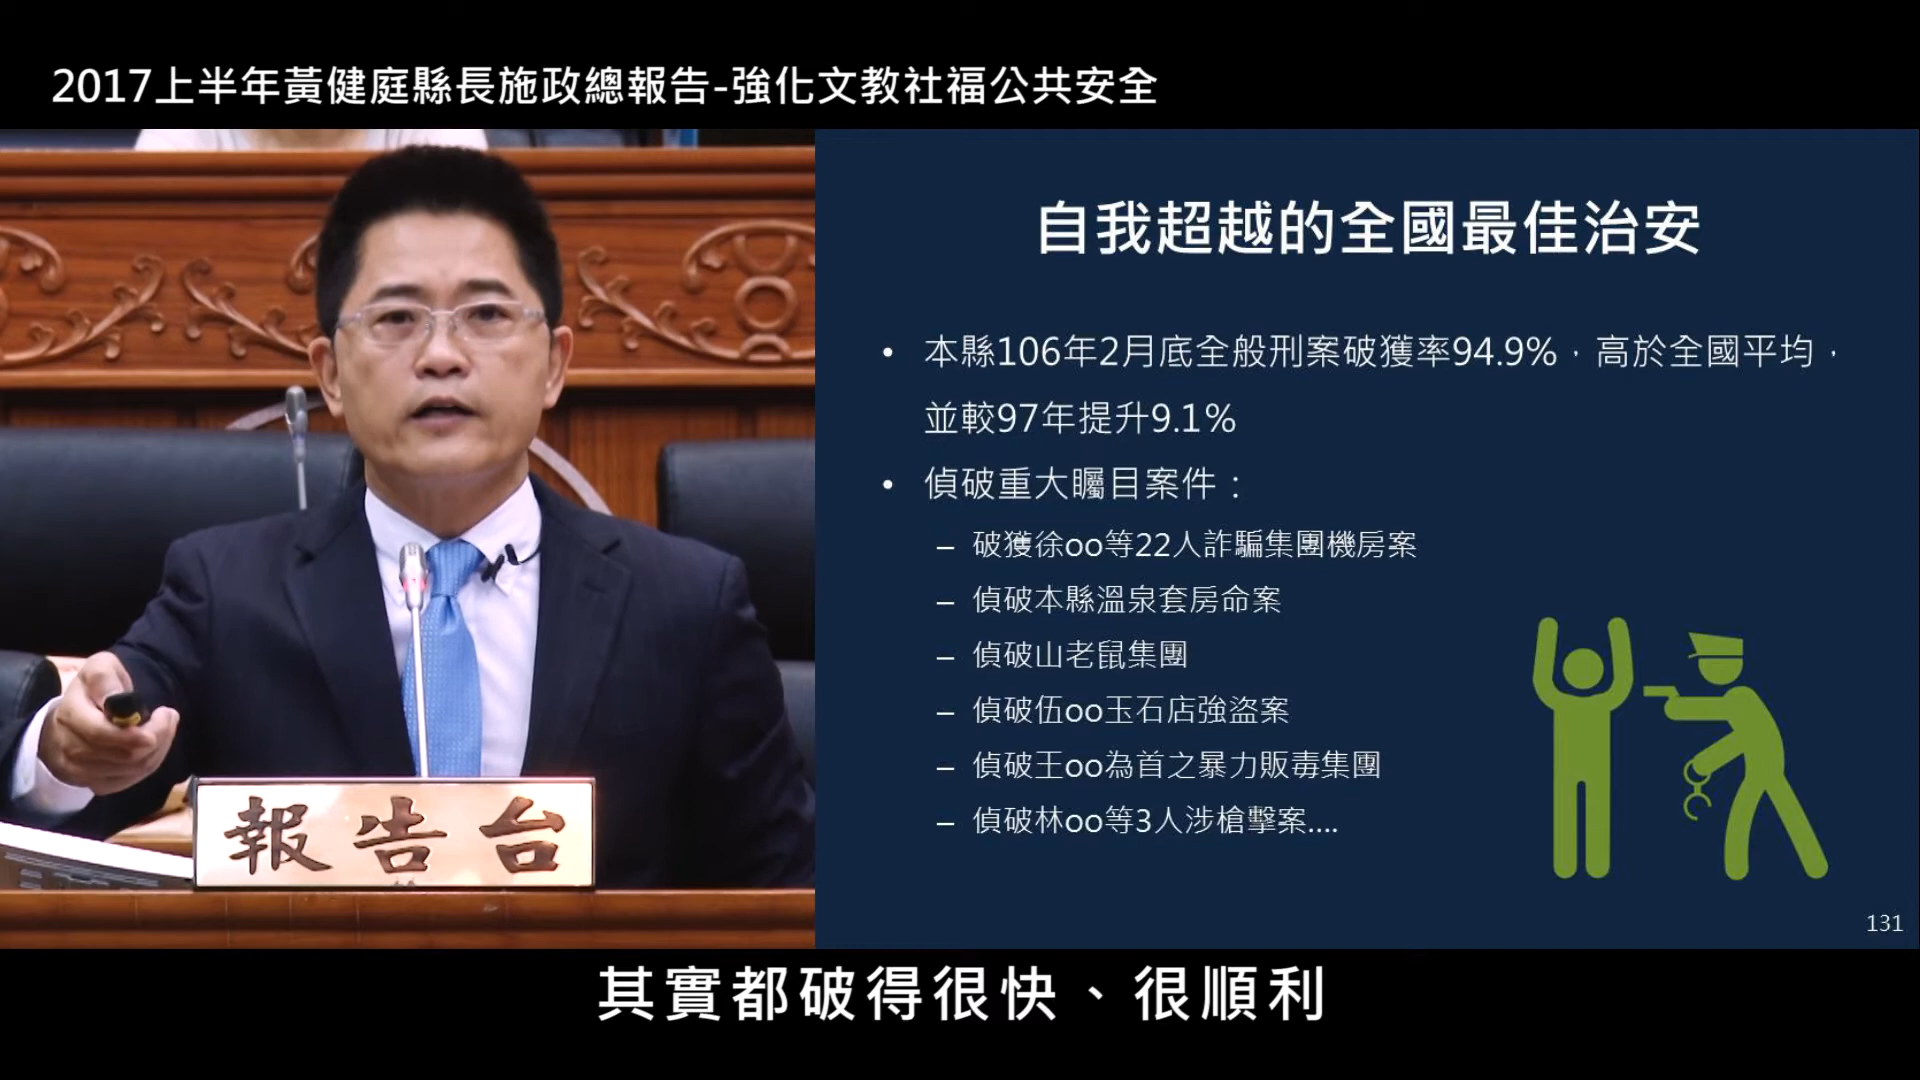 2017上半年黃健庭縣長施政總報告-強化文教社福公共安全
自我超越的全國最佳治安
• 本縣106年2月底全般刑案破獲率94.9%，高於全國平均，
並較97年提升9.1%
• 偵破重大矚目案件：
– 破獲徐oo等22人詐騙集團機房案
– 偵破本縣溫泉套房命案
– 偵破山老鼠集團
– 偵破伍oo玉石店強盜案
– 偵破王oo為首之暴力販毒集團
– 偵破林oo等3人涉槍擊案....
131
報告台
其實都破得很快、很順利